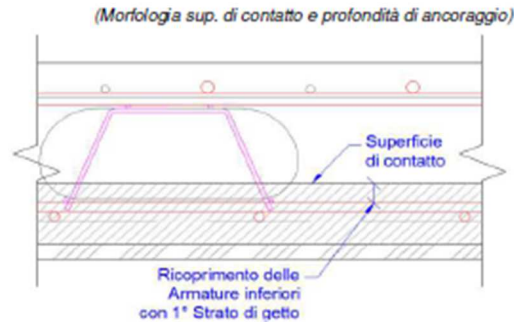 (Morfologia sup. di contatto e profondità di ancoraggio)
Superficie
di contatto
Ricoprimento delle
Armature inferiori
con 1° Strato di getto